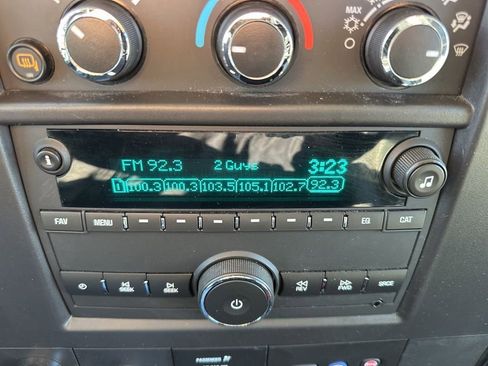 MAX
FM 92.3 2 Guys 3:23
1 100.3 100.3 103.5 105.1 102.7 92.3
FAV MENU EQ CAT
SEEK SEEK REV FWD SRCE